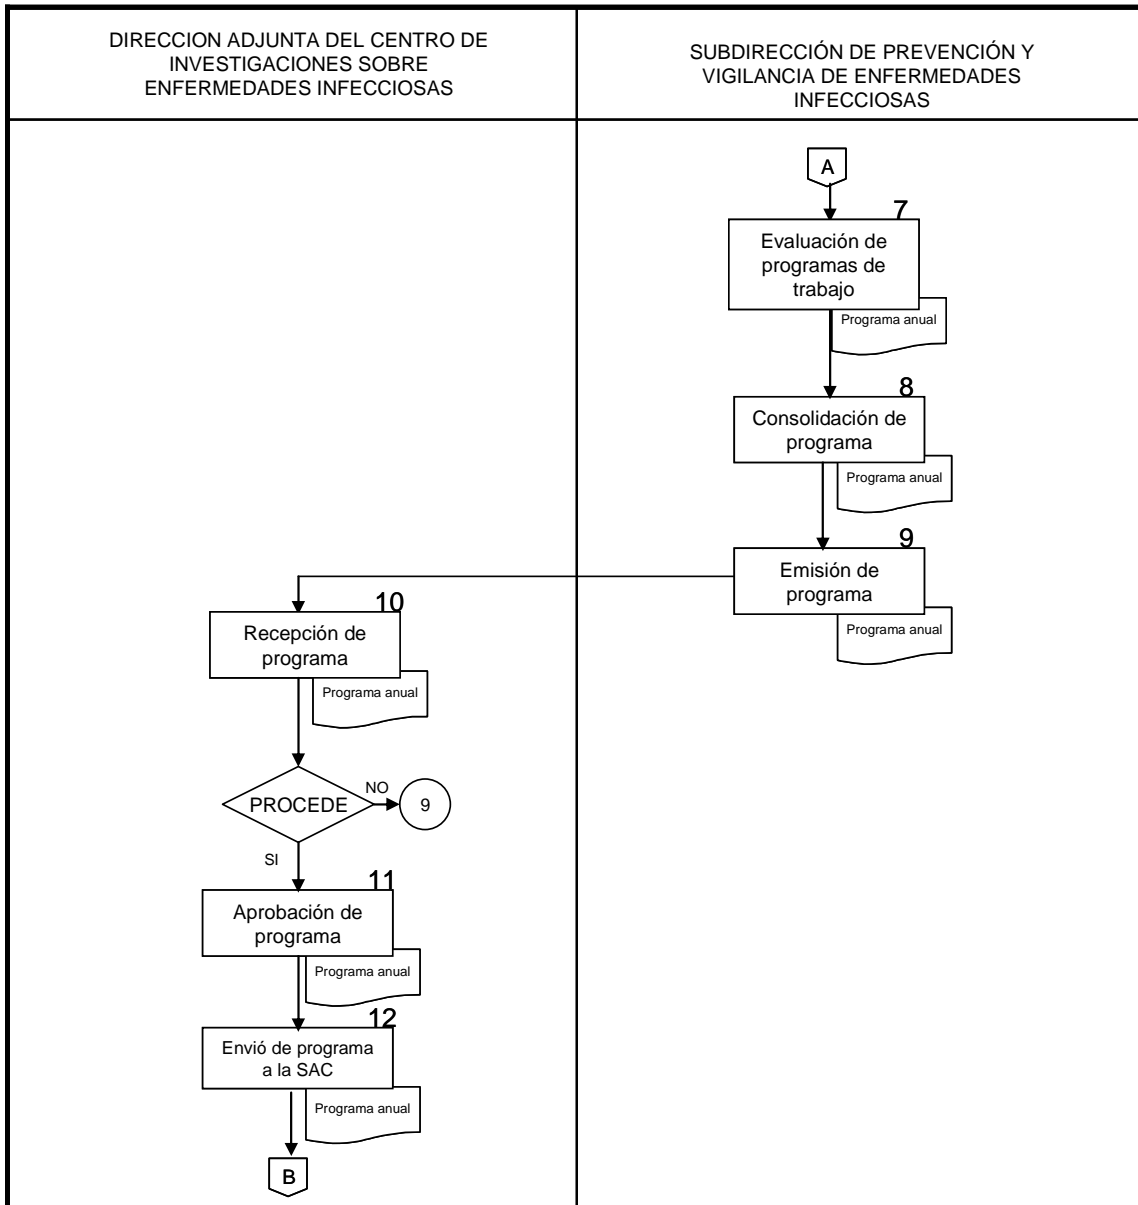 DIRECCION ADJUNTA DEL CENTRO DE
INVESTIGACIONES SOBRE
ENFERMEDADES INFECCIOSAS
SUBDIRECCIÓN DE PREVENCIÓN Y
VIGILANCIA DE ENFERMEDADES
INFECCIOSAS
A
7
Evaluación de
programas de
trabajo
Programa anual
8
Consolidación de
programa
Programa anual
9
Emisión de
programa
Programa anual
10
Recepción de
programa
Programa anual
PROCEDE
NO
9
SI
11
Aprobación de
programa
Programa anual
12
Envió de programa
a la SAC
Programa anual
B